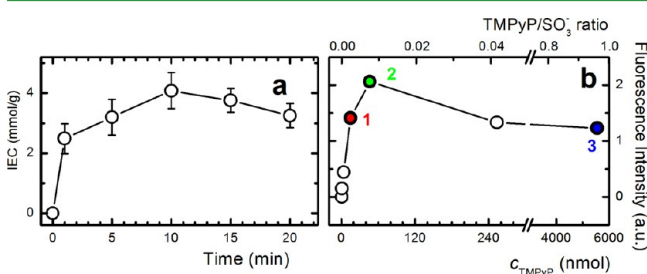 TMPyP/SO₃⁻ ratio
0.00 0.02 0.04 0.8 1.0
a
b
IEC (mmol/g)
4
2
0
0 5 10 15 20
Time (min)
1
2
3
0 120 240 4000 6000
c_TMPyP (nmol)
2
1
0
Fluorescence Intensity (a.u.)